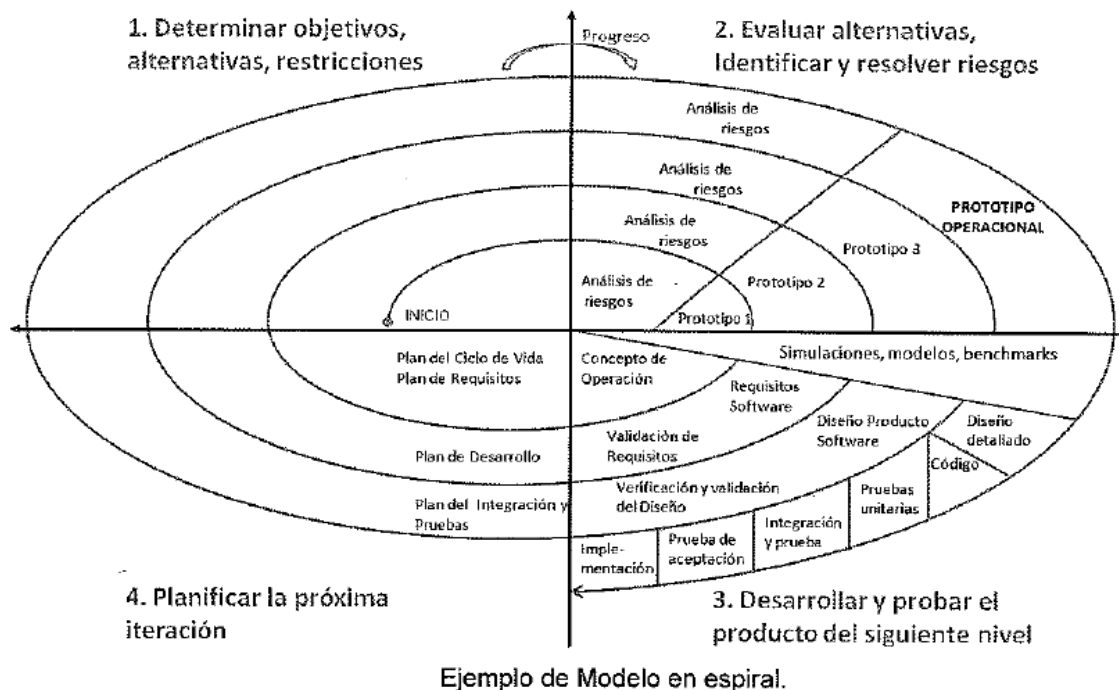 1. Determinar objetivos,
alternativas, restricciones
Progreso
2. Evaluar alternativas,
Identificar y resolver riesgos
Análisis de
riesgos
Análisis de
riesgos
PROTOTIPO
OPERACIONAL
Análisis de
riesgos
Prototipo 3
Análisis de
riesgos
Prototipo 2
INICIO
Prototipo 1
Plan del Ciclo de Vida
Plan de Requisitos
Concepto de
Operación
Simulaciones, modelos, benchmarks
Requisitos
Software
Diseño Producto
Software
Diseño
detallado
Plan de Desarrollo
Validación de
Requisitos
Código
Plan del Integración y
Pruebas
Verificación y validación
del Diseño
Pruebas
unitarias
Integración
y prueba
Prueba de
aceptación
Imple-
mentación
4. Planificar la próxima
iteración
3. Desarrollar y probar el
producto del siguiente nivel
Ejemplo de Modelo en espiral.